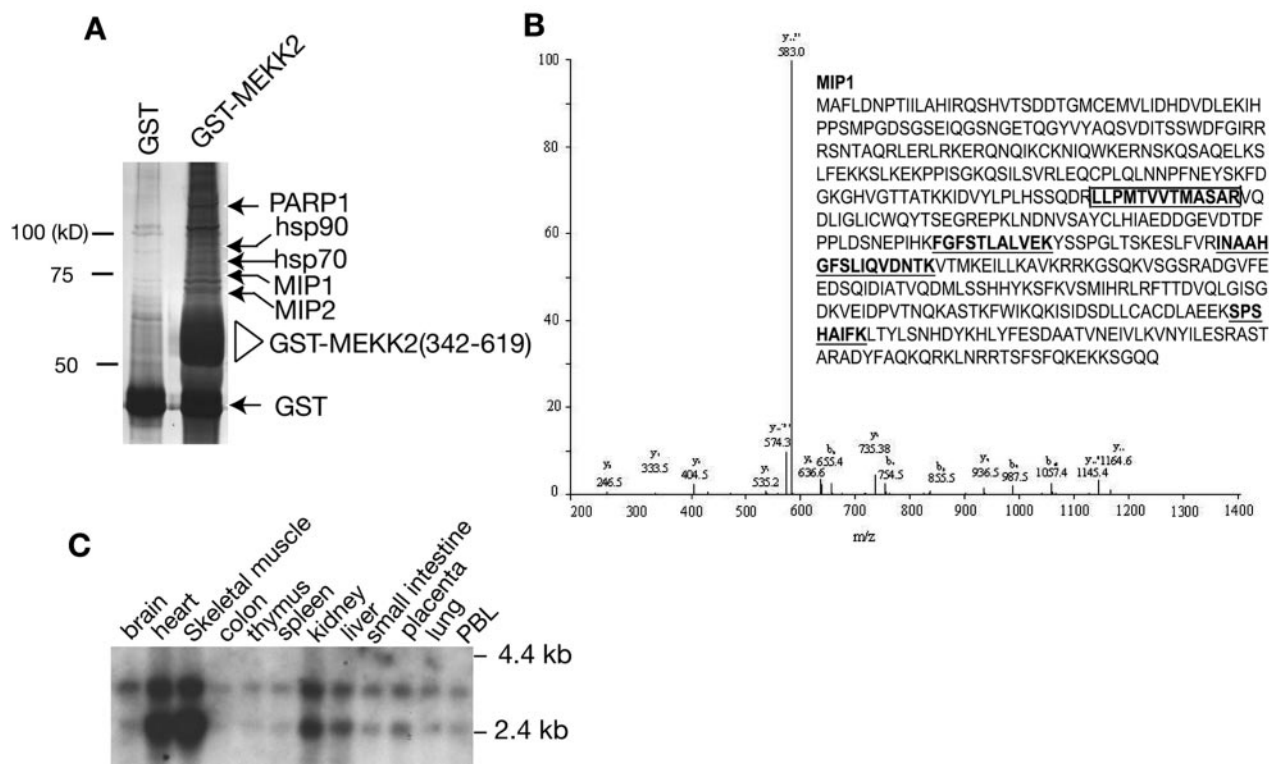 A
GST
GST-MEKK2
100 (kD)
75
50
PARP1
hsp90
hsp70
MIP1
MIP2
GST-MEKK2(342-619)
GST
B
100
80
60
40
20
0
583.0
574.3
246.5
333.5
404.5
535.2
636.6
655.4
735.38
754.5
855.5
936.5
987.5
1057.4
1145.4
1164.6
200 300 400 500 600 700 800 900 1000 1100 1200 1300 1400
m/z
MIP1
MAFLDNPTIILAHIRQSHVTSDDTGMCEMVLIDHDVDLEKIH
PPSMPGDSGSEIQGSNGETQGYVYAQSVDITSSWDFGIRR
RSNTAQRLERLRKERQNQIKCKNIQWKERNSKQSAQELKS
LFEKKSLKEKPPISGKQSILSVRLEQCPLQLNNPFNEYSKFD
GKGHVGTTATKKIDVYLPLHSSQDRLLPMTVVTMASARVQ
DLIGLICWQYTSEGREPKLNDNVSAYCLHIAEDDGEVDTDF
PPLDSNEPIHKFGFSTLALVEKYSSPGLTSKESLFVRINAAH
GFSLIQVDNTKVTMKEILLKAVKRRKGSQKVSGSRADGVFE
EDSQIDIATVQDMLSSHHYKSFKVSMIHRLRFTTDVQLGISG
DKVEIDPVTNQKASTKFWIKQKISIDSDLLCACDLAEEKSPS
HAIFKLTYLSNHDYKHLYFESDAATVNEIVLKVNYILESRAST
ARADYFAQKQRKLNRRTSFSFQKEKKSGQQ
C
brain
heart
Skeletal muscle
colon
thymus
spleen
kidney
liver
small intestine
placenta
lung
PBL
4.4 kb
2.4 kb